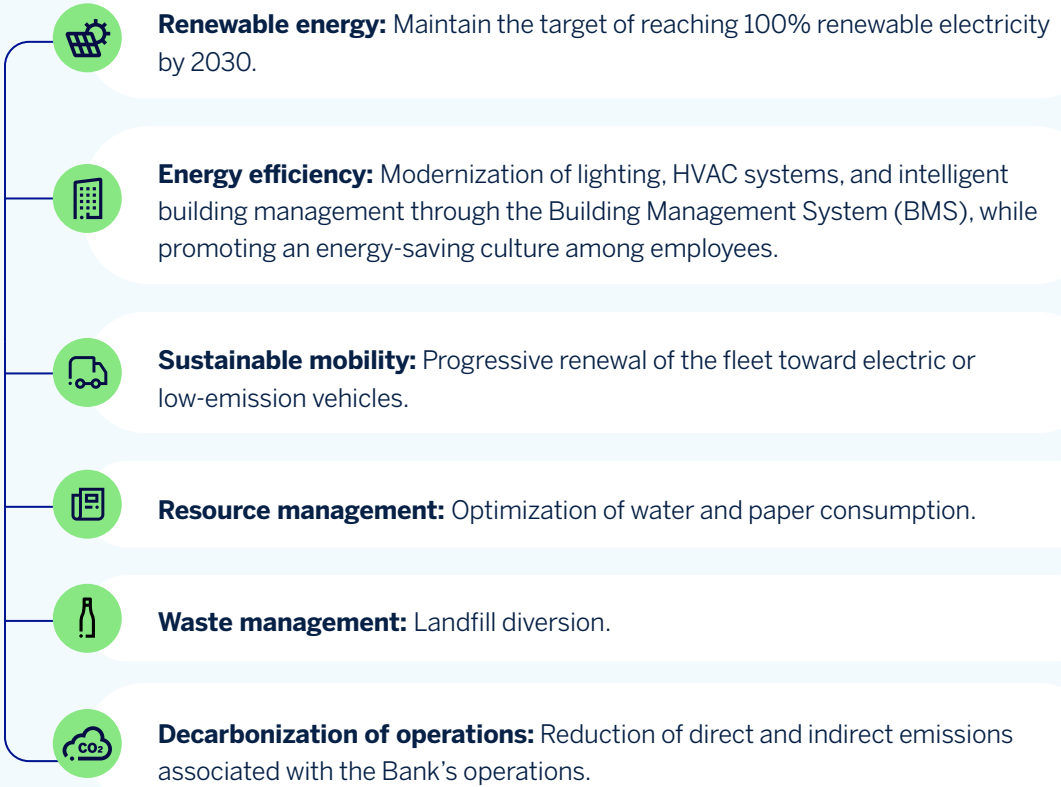 Renewable energy: Maintain the target of reaching 100% renewable electricity
by 2030.
Energy efficiency: Modernization of lighting, HVAC systems, and intelligent
building management through the Building Management System (BMS), while
promoting an energy-saving culture among employees.
Sustainable mobility: Progressive renewal of the fleet toward electric or
low-emission vehicles.
Resource management: Optimization of water and paper consumption.
Waste management: Landfill diversion.
CO₂
Decarbonization of operations: Reduction of direct and indirect emissions
associated with the Bank’s operations.